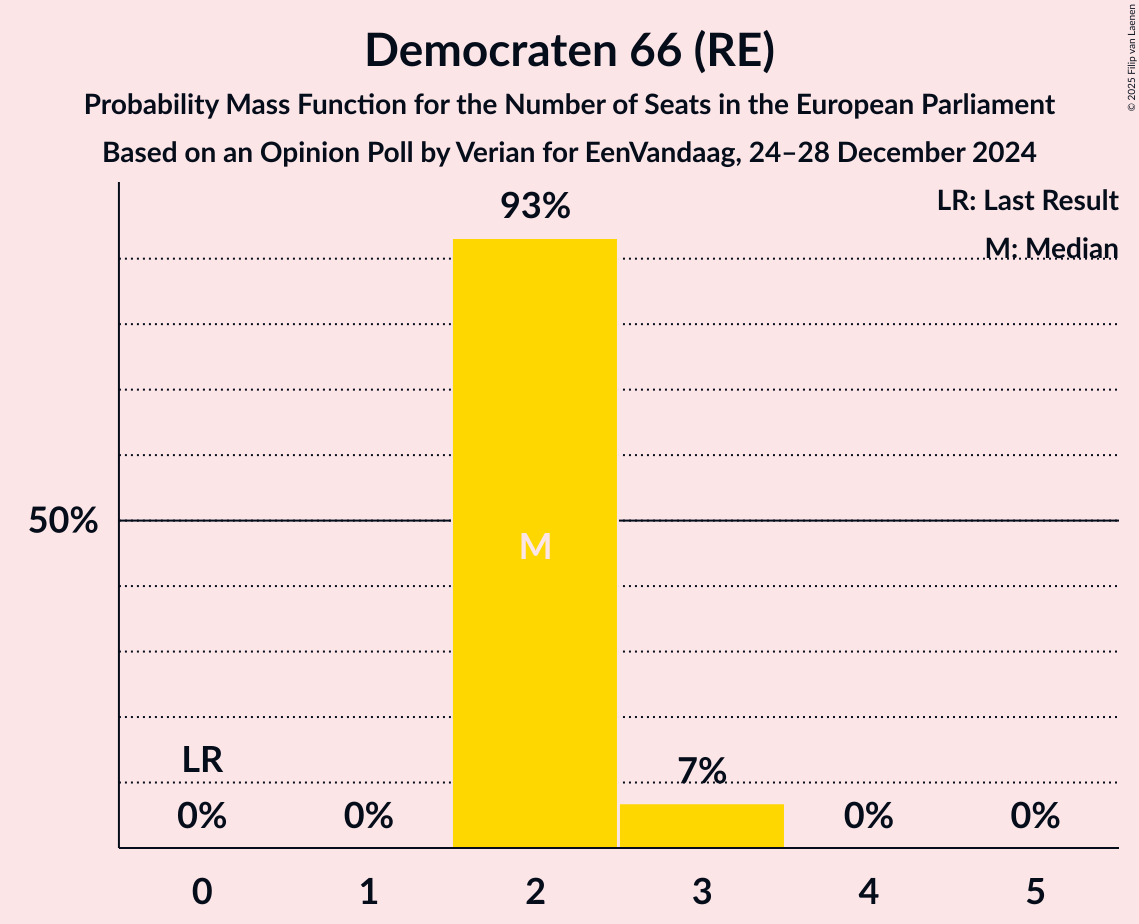 Democraten 66 (RE)
Probability Mass Function for the Number of Seats in the European Parliament
Based on an Opinion Poll by Verian for EenVandaag, 24–28 December 2024
© 2025 Filip van Laenen
LR: Last Result
M: Median
93%
50%
M
LR
7%
0%
0%
0%
0%
0
1
2
3
4
5